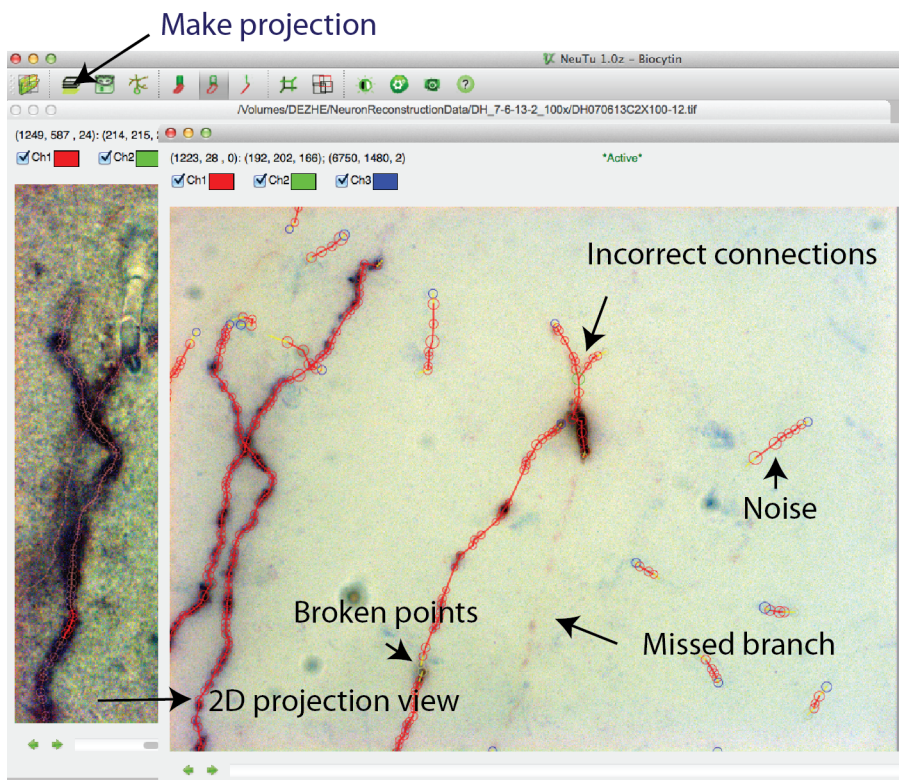 Make projection
NeuTu 1.0z – Biocytin
/Volumes/DEZHE/NeuronReconstructionData/DH_7-6-13-2_100x/DH070613C2X100-12.tif
(1249, 587 , 24): (214, 215,
Ch1 Ch2
(1223, 28 , 0): (192, 202, 166); (6750, 1480, 2) *Active*
Ch1 Ch2 Ch3
Incorrect connections
Noise
Broken points
Missed branch
2D projection view